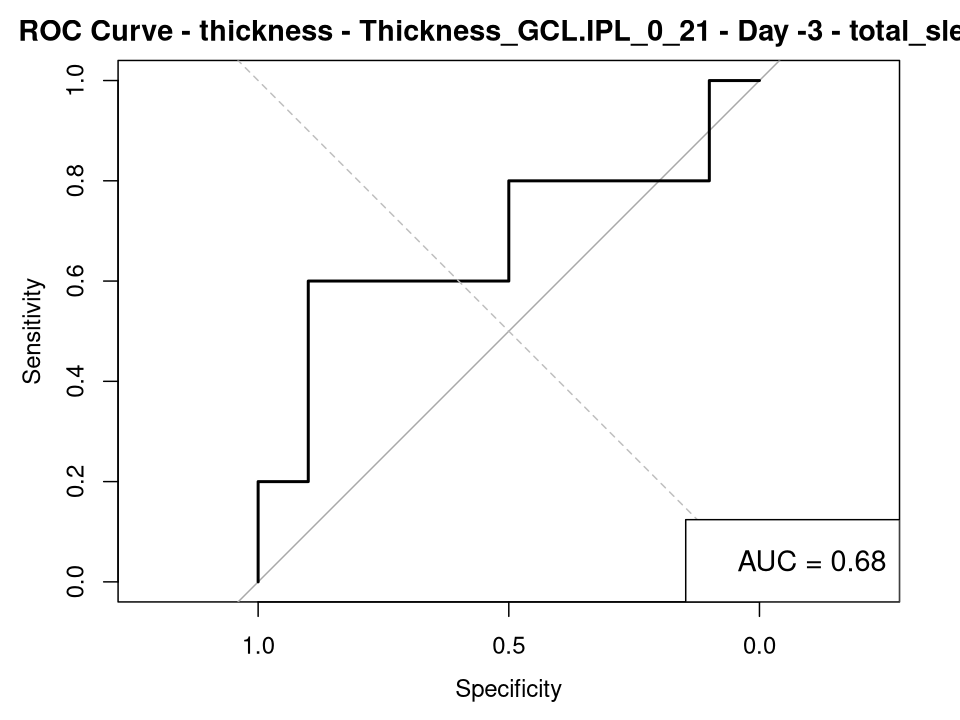 ROC Curve - thickness - Thickness_GCL.IPL_0_21 - Day -3 - total_sle
1.0
0.8
0.6
0.4
0.2
0.0
Sensitivity
AUC = 0.68
1.0 0.5 0.0
Specificity